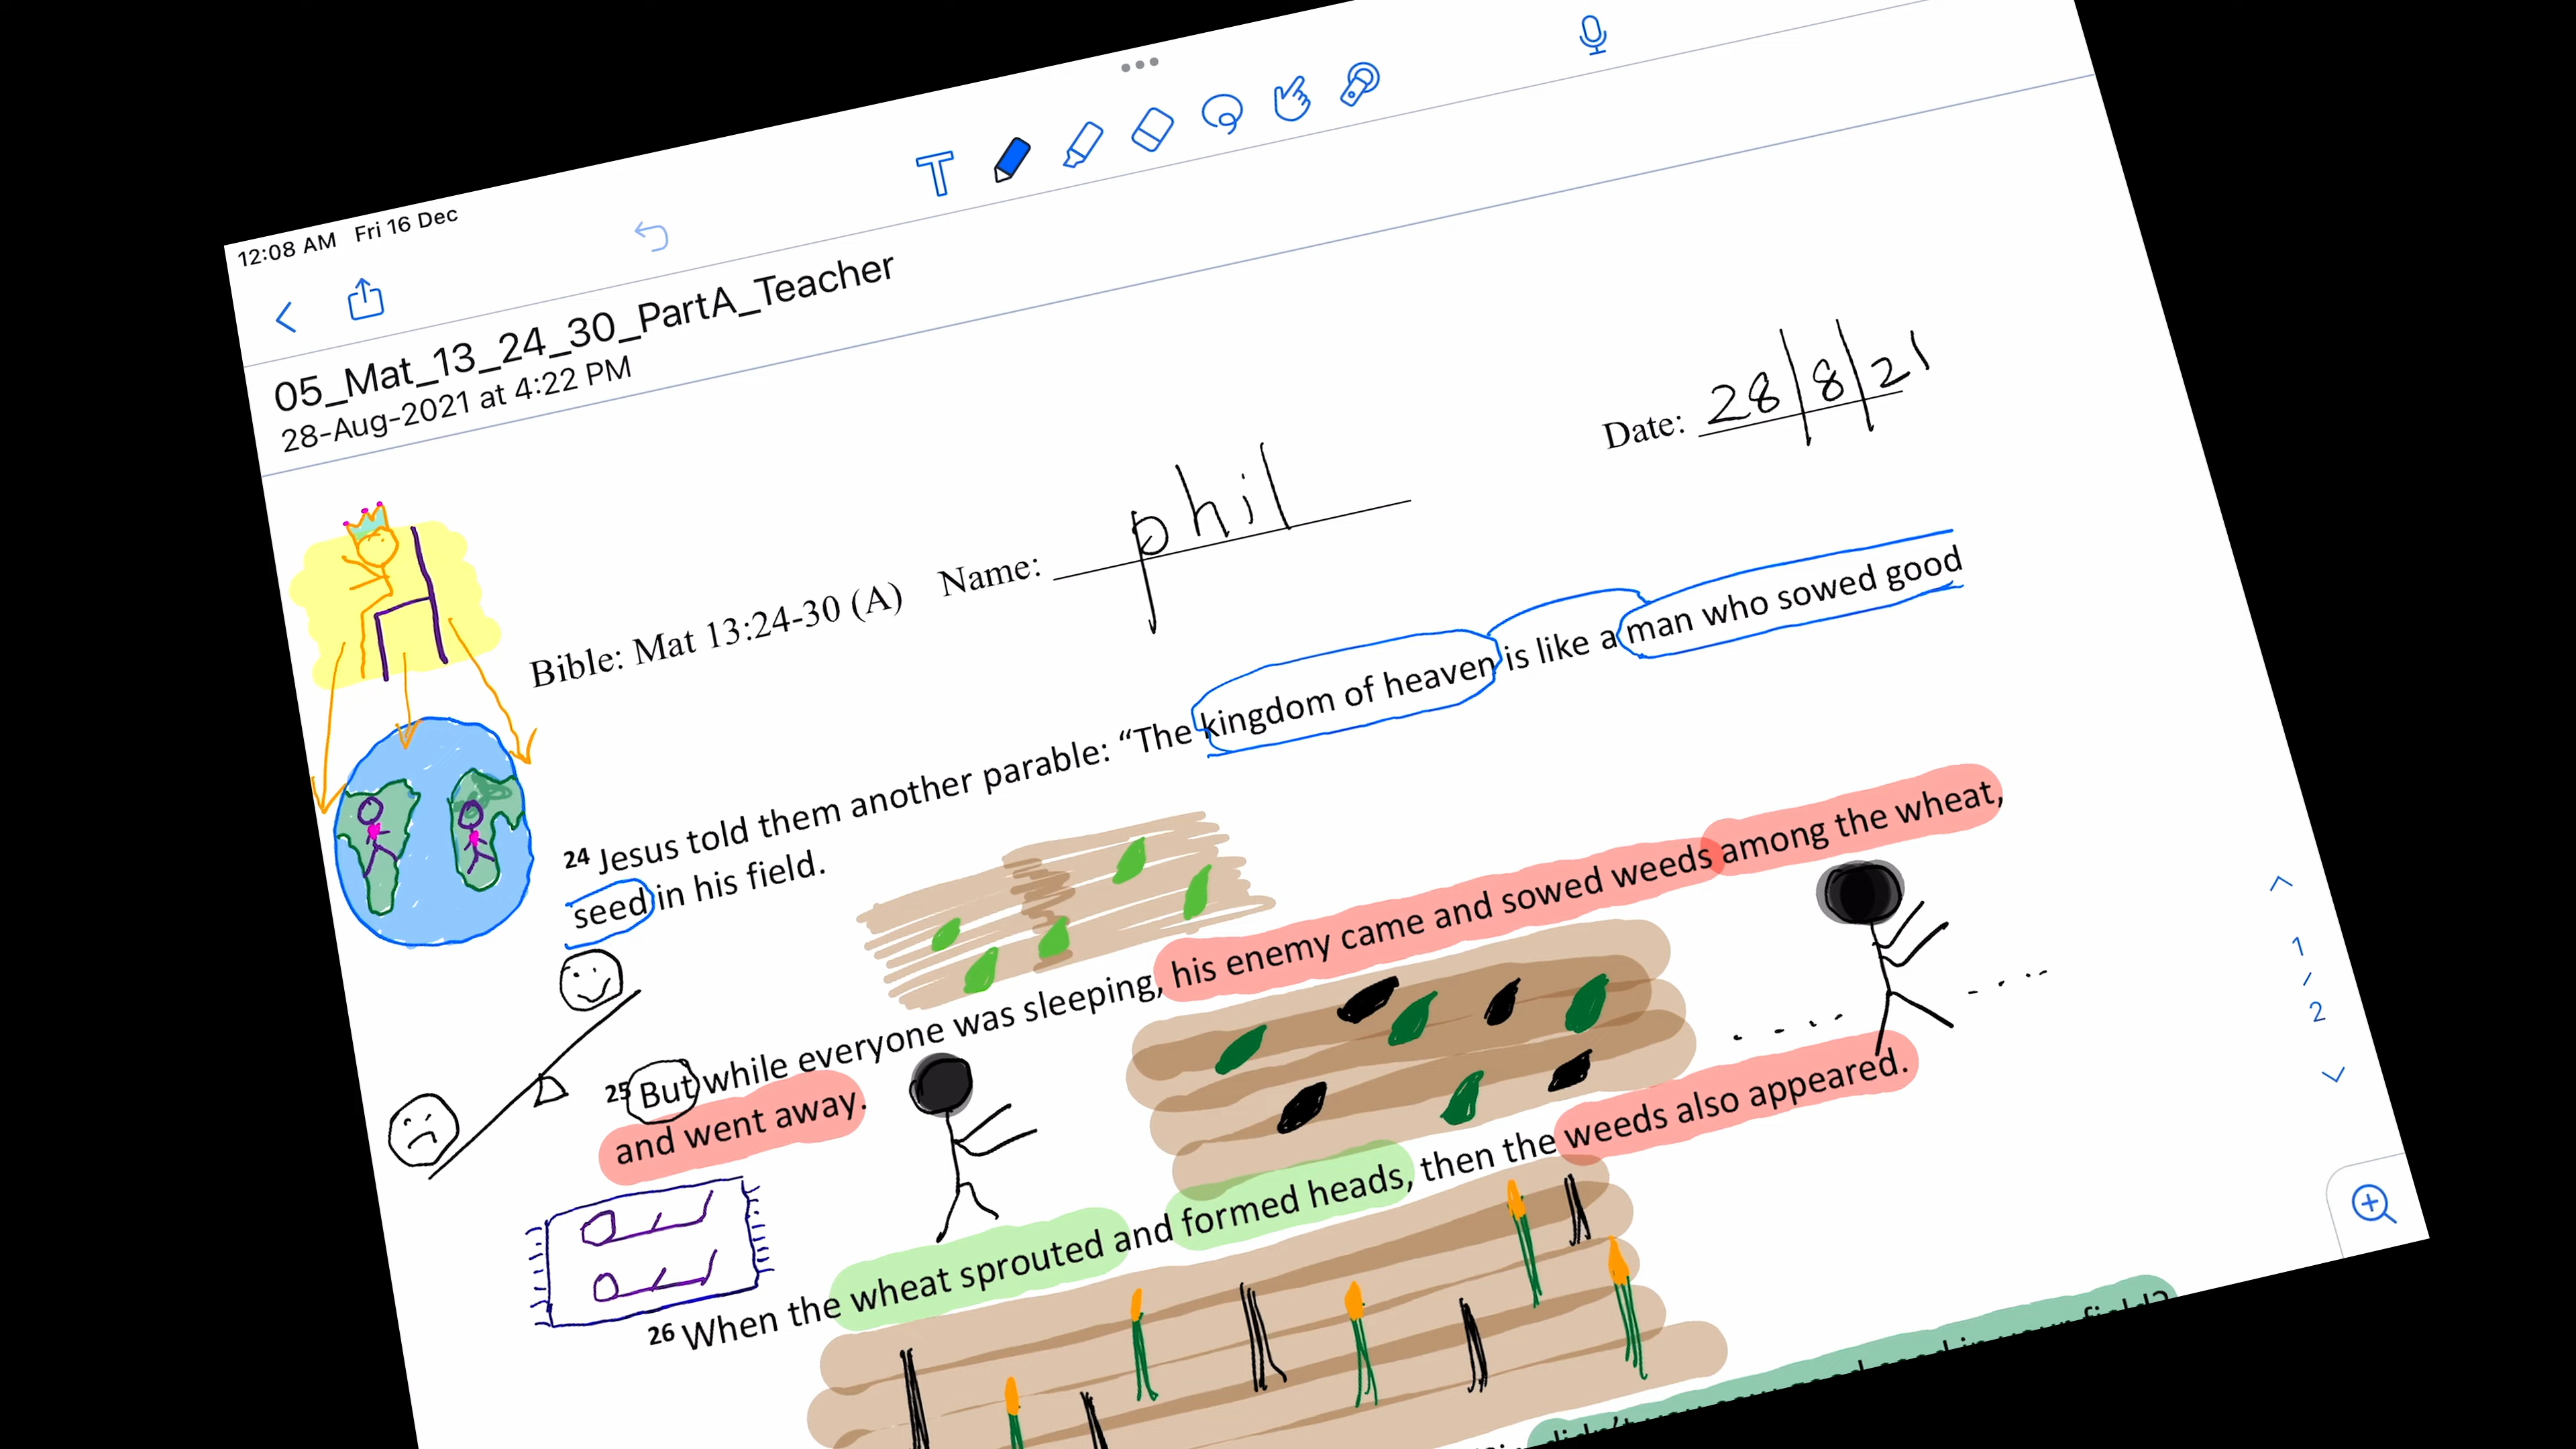 12:08 AM Fri 16 Dec
05_Mat_13_24_30_PartA_Teacher
28-Aug-2021 at 4:22 PM
T
Date: 28/8/21
Bible: Mat 13:24-30 (A) Name: phil
24 Jesus told them another parable: “The kingdom of heaven is like a man who sowed good
seed in his field.
25 But while everyone was sleeping, his enemy came and sowed weeds among the wheat,
and went away.
26 When the wheat sprouted and formed heads, then the weeds also appeared.
1
/
2